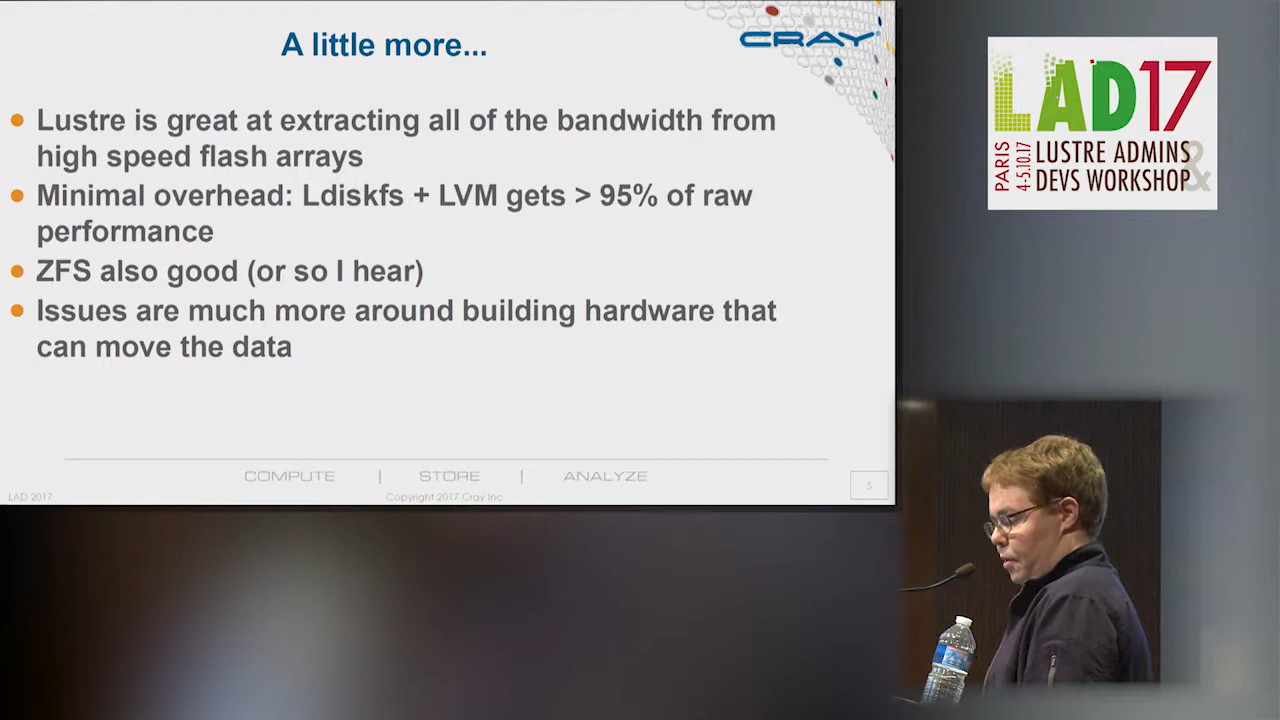 A little more...
CRAY
Lustre is great at extracting all of the bandwidth from
high speed flash arrays
Minimal overhead: Ldiskfs + LVM gets > 95% of raw
performance
ZFS also good (or so I hear)
Issues are much more around building hardware that
can move the data
COMPUTE | STORE | ANALYZE
LAD 2017
Copyright 2017 Cray Inc.
5
LAD17
PARIS
4-5.10.17
LUSTRE ADMINS
&
DEVS WORKSHOP